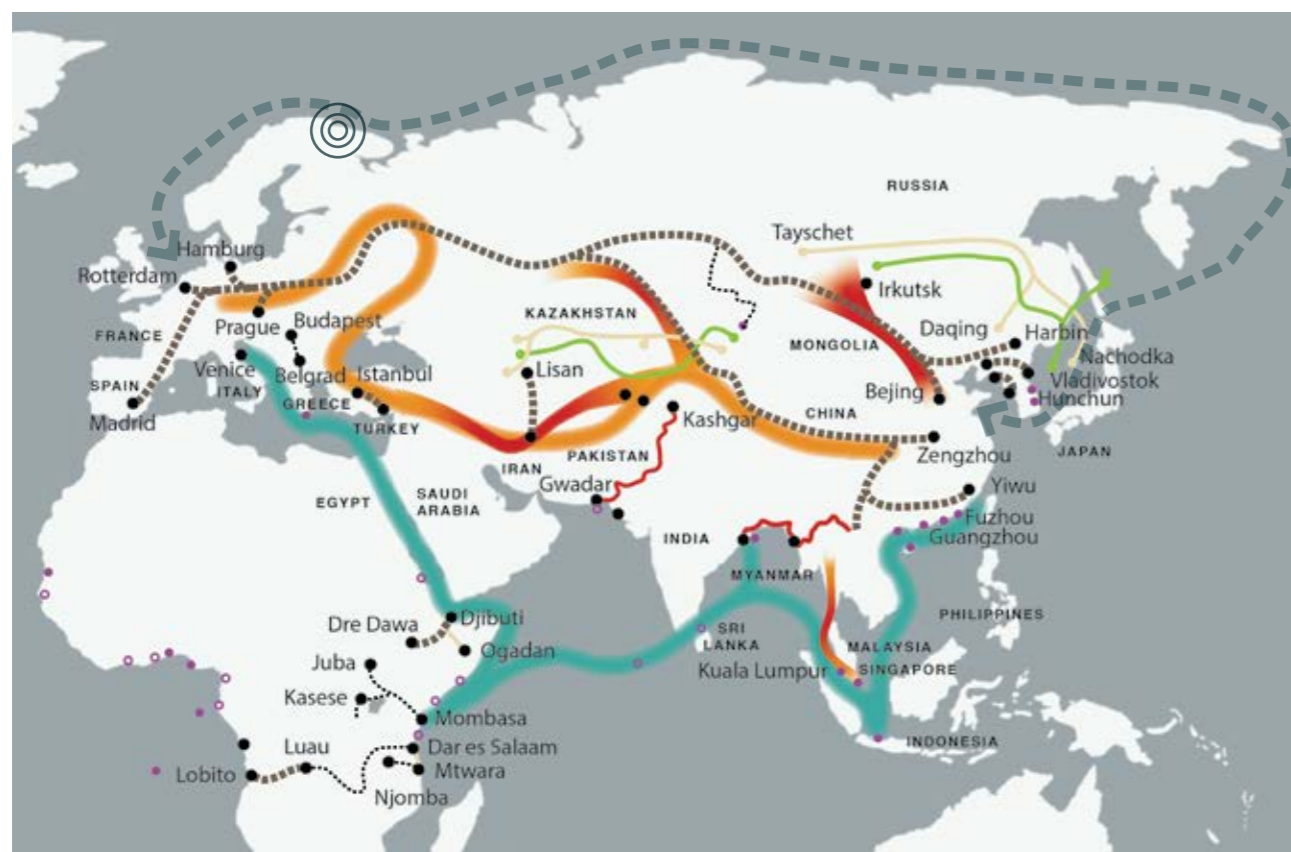 RUSSIA
Tayschet
Hamburg
Rotterdam
Irkutsk
KAZAKHSTAN
Prague
Budapest
FRANCE
Daqing
Harbin
MONGOLIA
Nachodka
Venice
Belgrad
Istanbul
Lisan
Vladivostok
SPAIN
ITALY
Bejing
Hunchun
GREECE
Madrid
TURKEY
Kashgar
CHINA
JAPAN
Zengzhou
PAKISTAN
IRAN
Gwadar
Yiwu
EGYPT
SAUDI
ARABIA
Fuzhou
INDIA
Guangzhou
MYANMAR
PHILIPPINES
Djibuti
Dre Dawa
SRI
LANKA
MALAYSIA
Ogadan
Juba
Kuala Lumpur
SINGAPORE
Kasese
Mombasa
INDONESIA
Luau
Dar es Salaam
Lobito
Mtwara
Njomba